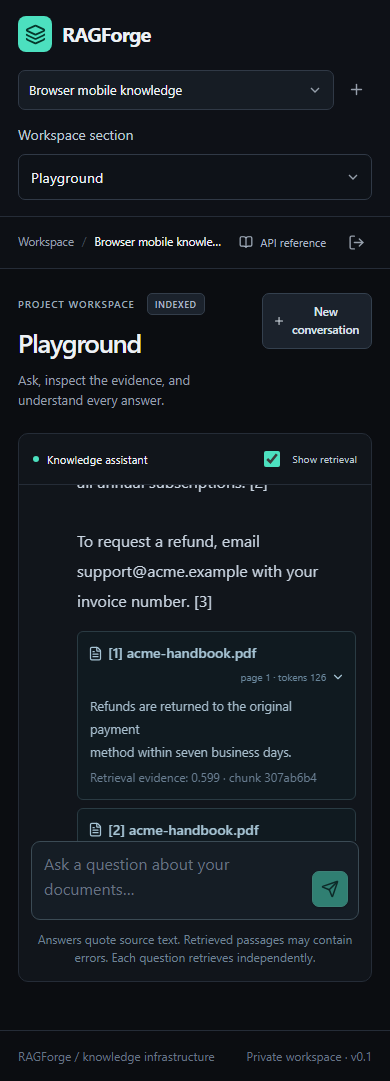 RAGForge
Browser mobile knowledge
Workspace section
Playground
Workspace / Browser mobile knowle... API reference
PROJECT WORKSPACE INDEXED
+ New
conversation
Playground
Ask, inspect the evidence, and
understand every answer.
Knowledge assistant Show retrieval
all annual subscriptions. [2]
To request a refund, email
support@acme.example with your
invoice number. [3]
[1] acme-handbook.pdf
page 1 · tokens 126
Refunds are returned to the original
payment
method within seven business days.
Retrieval evidence: 0.599 · chunk 307ab6b4
[2] acme-handbook.pdf
Ask a question about your
documents...
Answers quote source text. Retrieved passages may contain
errors. Each question retrieves independently.
RAGForge / knowledge infrastructure Private workspace · v0.1